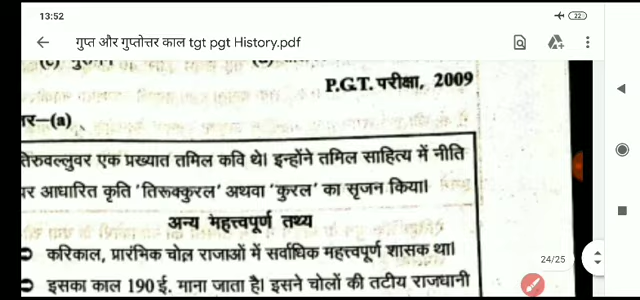 13:52
22
गुप्त और गुप्तोत्तर काल tgt pgt History.pdf
P.G.T. परीक्षा, 2009
र–(a)
तिरुवल्लुवर एक प्रख्यात तमिल कवि थे। इन्होंने तमिल साहित्य में नीति
पर आधारित कृति 'तिरूक्कुरल' अथवा 'कुरल' का सृजन किया।
अन्य महत्त्वपूर्ण तथ्य
करिकाल, प्रारंभिक चोल राजाओं में सर्वाधिक महत्त्वपूर्ण शासक था।
24/25
इसका काल 190 ई. माना जाता है। इसने चोलों की तटीय राजधानी